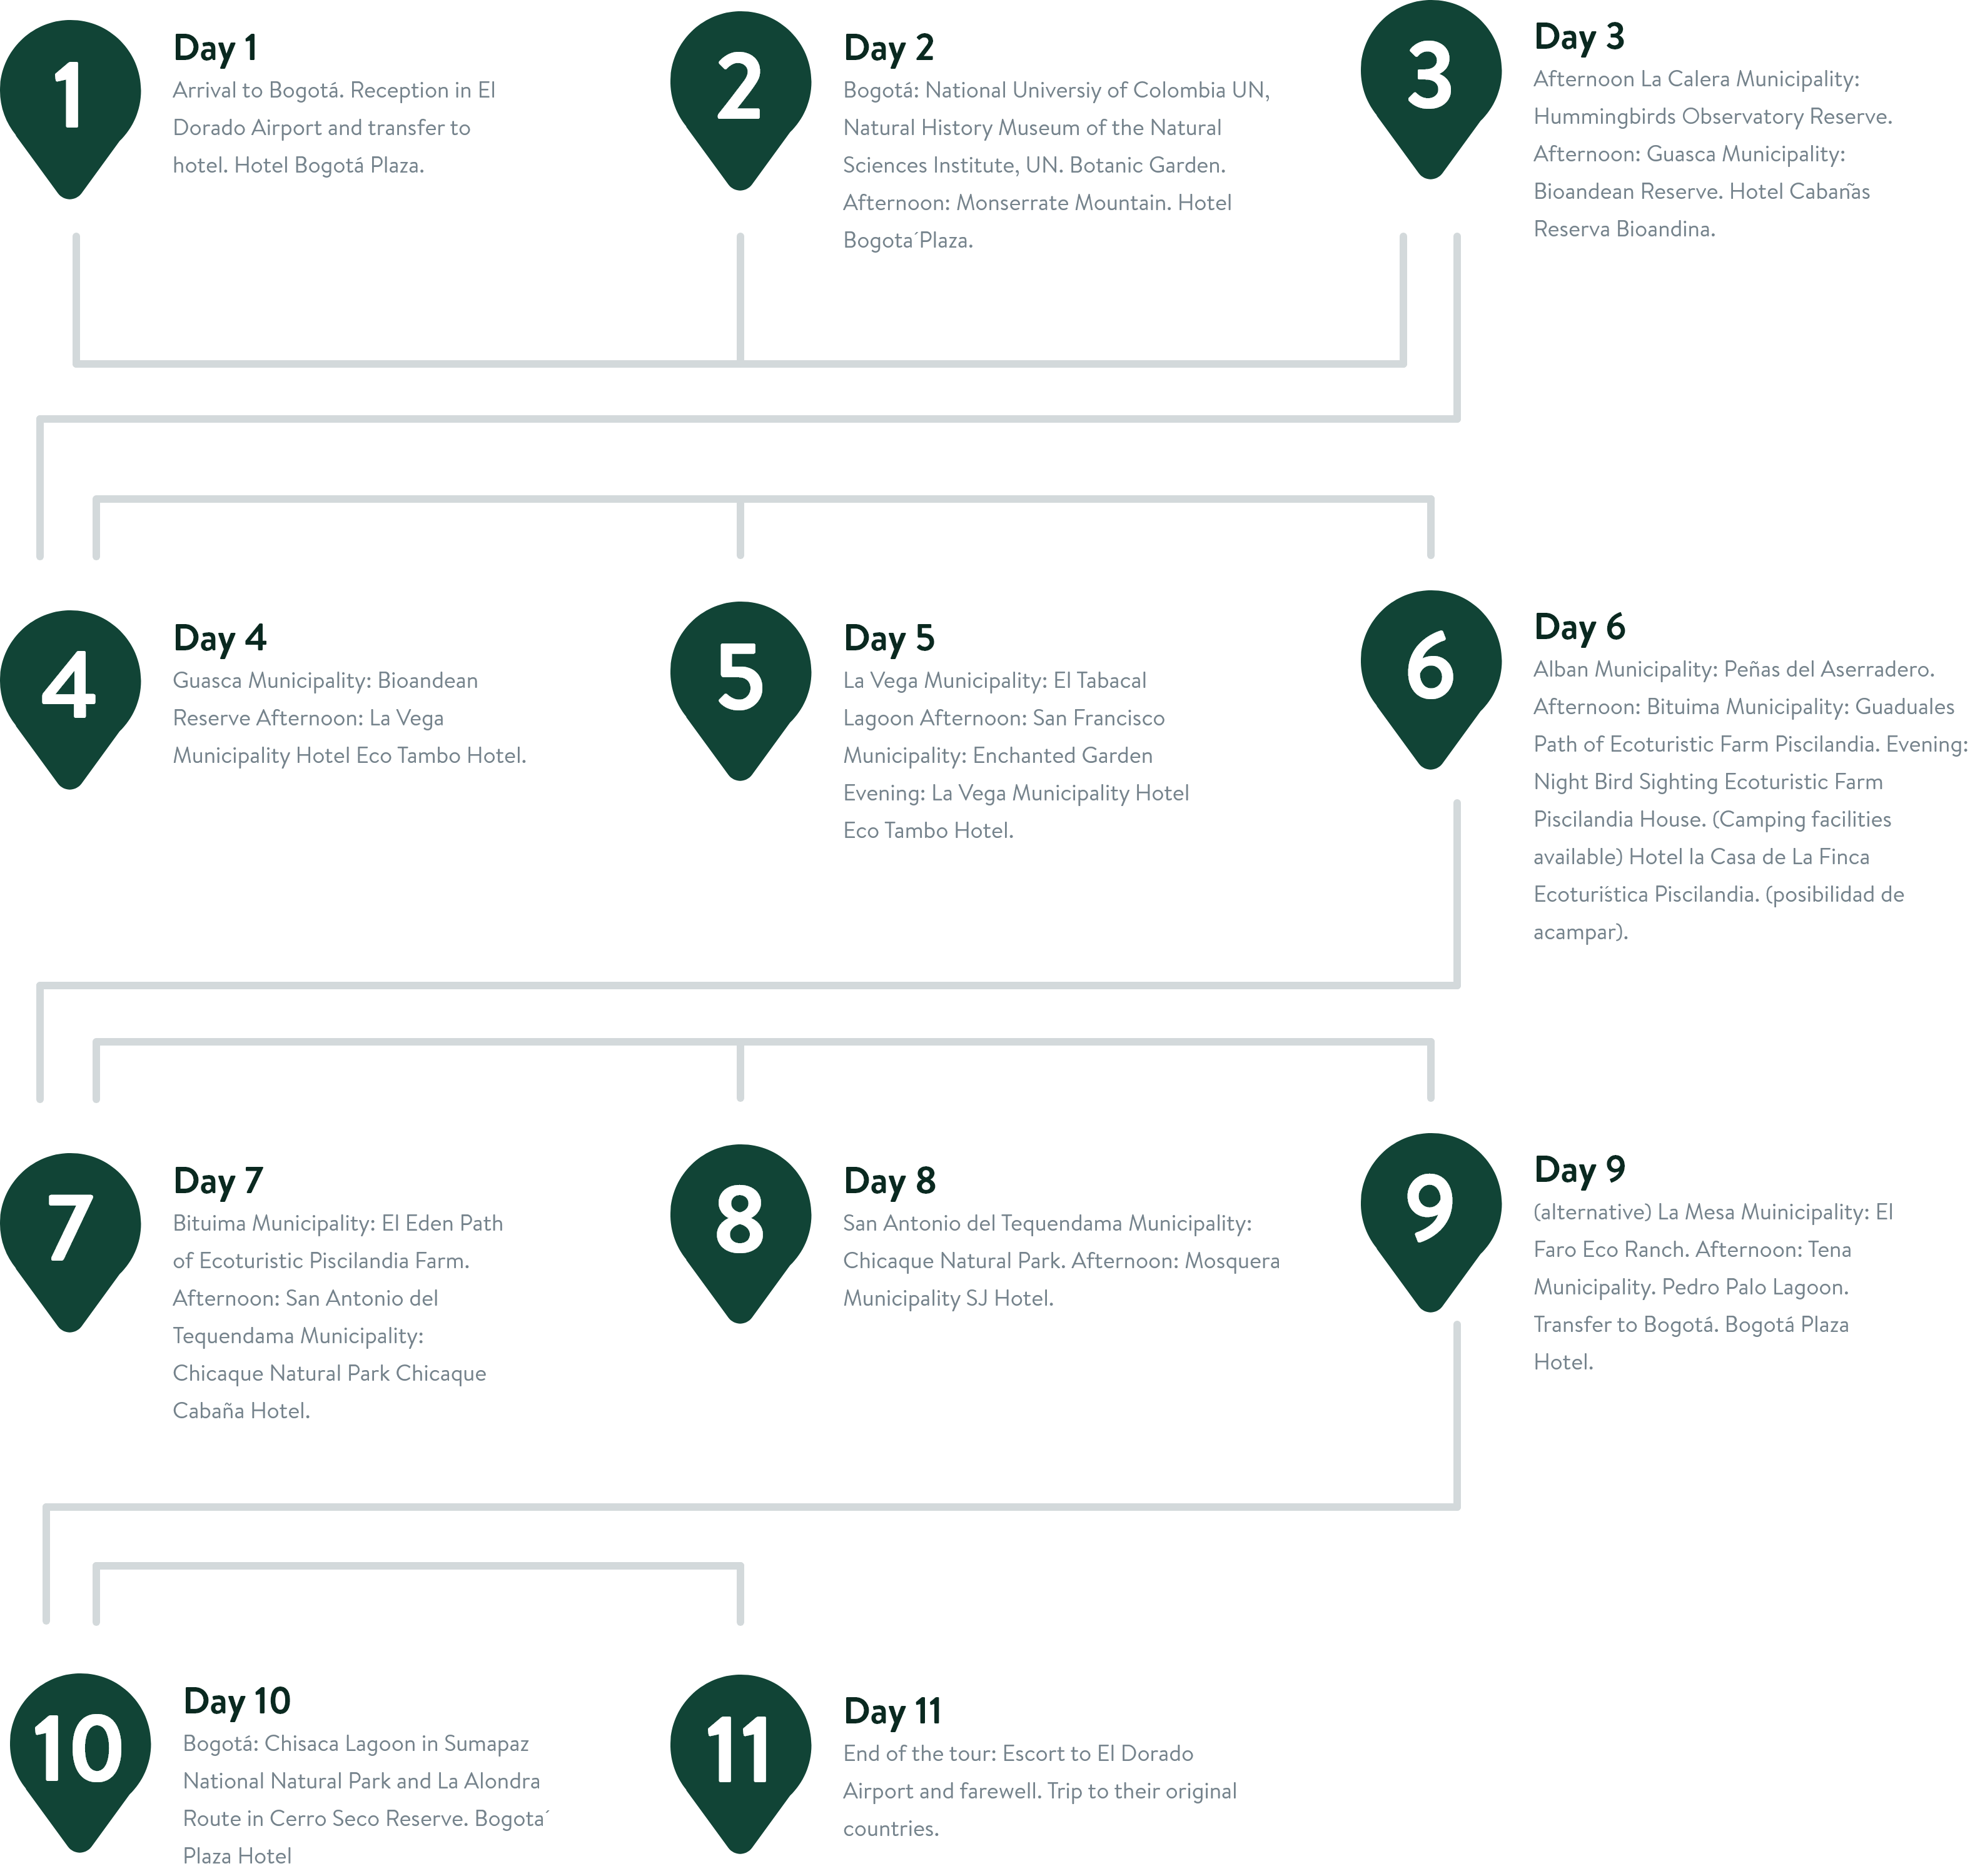 1
Day 1
Arrival to Bogotá. Reception in El
Dorado Airport and transfer to
hotel. Hotel Bogotá Plaza.
2
Day 2
Bogotá: National Universiy of Colombia UN,
Natural History Museum of the Natural
Sciences Institute, UN. Botanic Garden.
Afternoon: Monserrate Mountain. Hotel
Bogota´Plaza.
3
Day 3
Afternoon La Calera Municipality:
Hummingbirds Observatory Reserve.
Afternoon: Guasca Municipality:
Bioandean Reserve. Hotel Cabañas
Reserva Bioandina.
4
Day 4
Guasca Municipality: Bioandean
Reserve Afternoon: La Vega
Municipality Hotel Eco Tambo Hotel.
5
Day 5
La Vega Municipality: El Tabacal
Lagoon Afternoon: San Francisco
Municipality: Enchanted Garden
Evening: La Vega Municipality Hotel
Eco Tambo Hotel.
6
Day 6
Alban Municipality: Peñas del Aserradero.
Afternoon: Bituima Municipality: Guaduales
Path of Ecoturistic Farm Piscilandia. Evening:
Night Bird Sighting Ecoturistic Farm
Piscilandia House. (Camping facilities
available) Hotel la Casa de La Finca
Ecoturística Piscilandia. (posibilidad de
acampar).
7
Day 7
Bituima Municipality: El Eden Path
of Ecoturistic Piscilandia Farm.
Afternoon: San Antonio del
Tequendama Municipality:
Chicaque Natural Park Chicaque
Cabaña Hotel.
8
Day 8
San Antonio del Tequendama Municipality:
Chicaque Natural Park. Afternoon: Mosquera
Municipality SJ Hotel.
9
Day 9
(alternative) La Mesa Muinicipality: El
Faro Eco Ranch. Afternoon: Tena
Municipality. Pedro Palo Lagoon.
Transfer to Bogotá. Bogotá Plaza
Hotel.
10
Day 10
Bogotá: Chisaca Lagoon in Sumapaz
National Natural Park and La Alondra
Route in Cerro Seco Reserve. Bogota´
Plaza Hotel
11
Day 11
End of the tour: Escort to El Dorado
Airport and farewell. Trip to their original
countries.